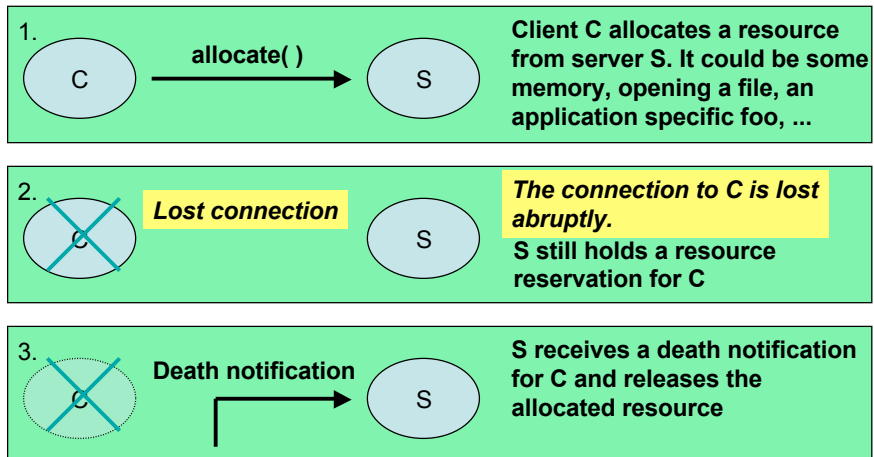 1.
C
allocate( )
S
Client C allocates a resource
from server S. It could be some
memory, opening a file, an
application specific foo, ...
2.
C
Lost connection
S
The connection to C is lost
abruptly.
S still holds a resource
reservation for C
3.
C
Death notification
S
S receives a death notification
for C and releases the
allocated resource